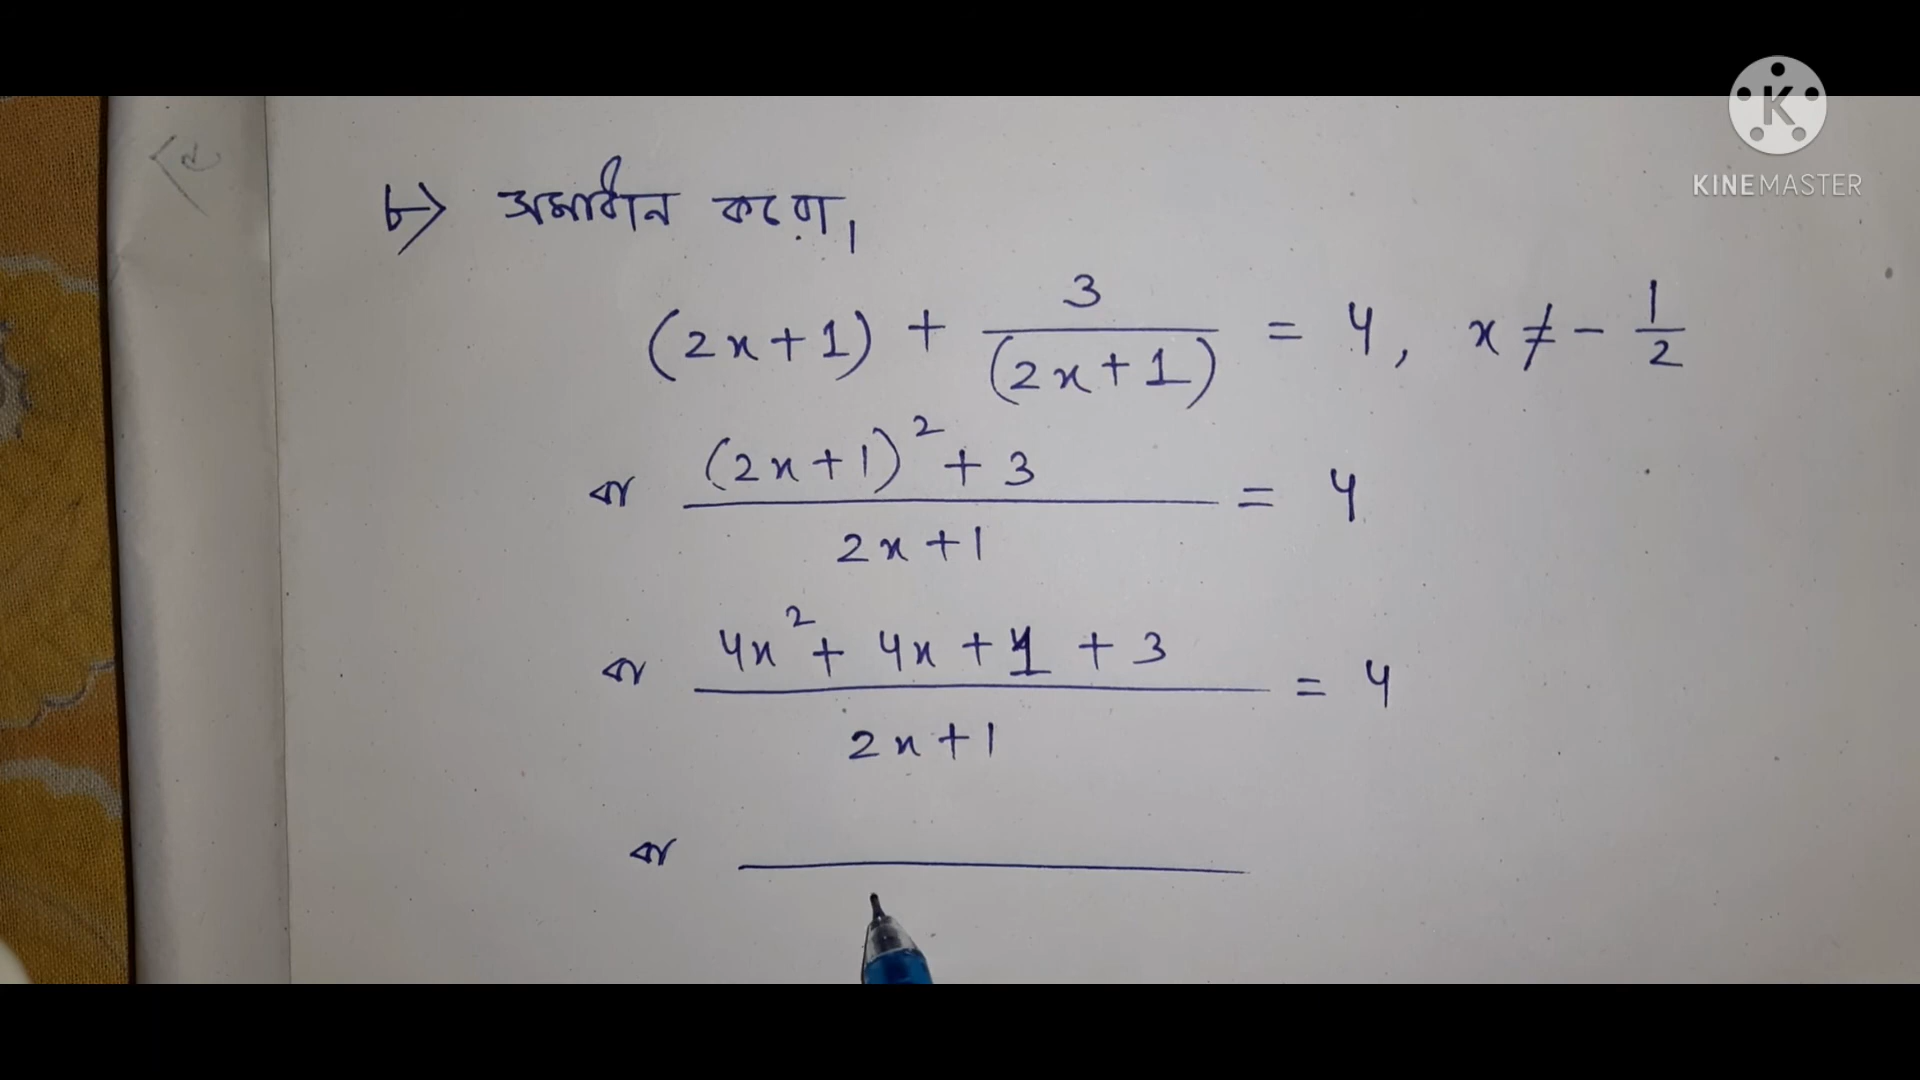 KINEMASTER
৮> সমাধান করো।
(2x+1) + 3/(2x+1) = 4, x ≠ - 1/2
বা ((2x+1)² + 3)/(2x+1) = 4
বা (4x² + 4x + 1 + 3)/(2x+1) = 4
বা